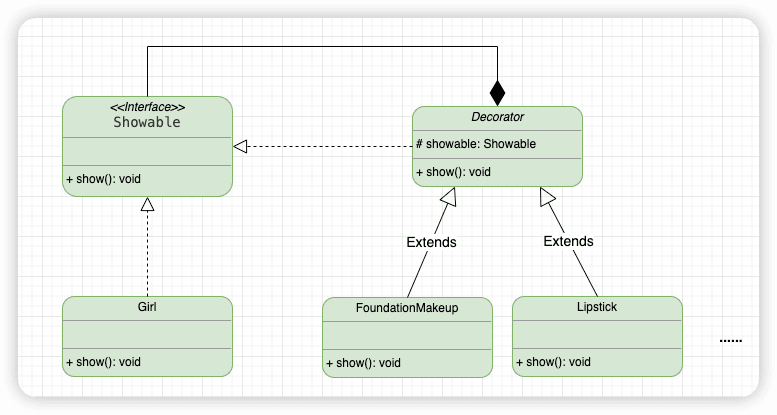 <<Interface>>
Showable
+ show(): void
Decorator
# showable: Showable
+ show(): void
Extends
Extends
Girl
+ show(): void
FoundationMakeup
+ show(): void
Lipstick
+ show(): void
......